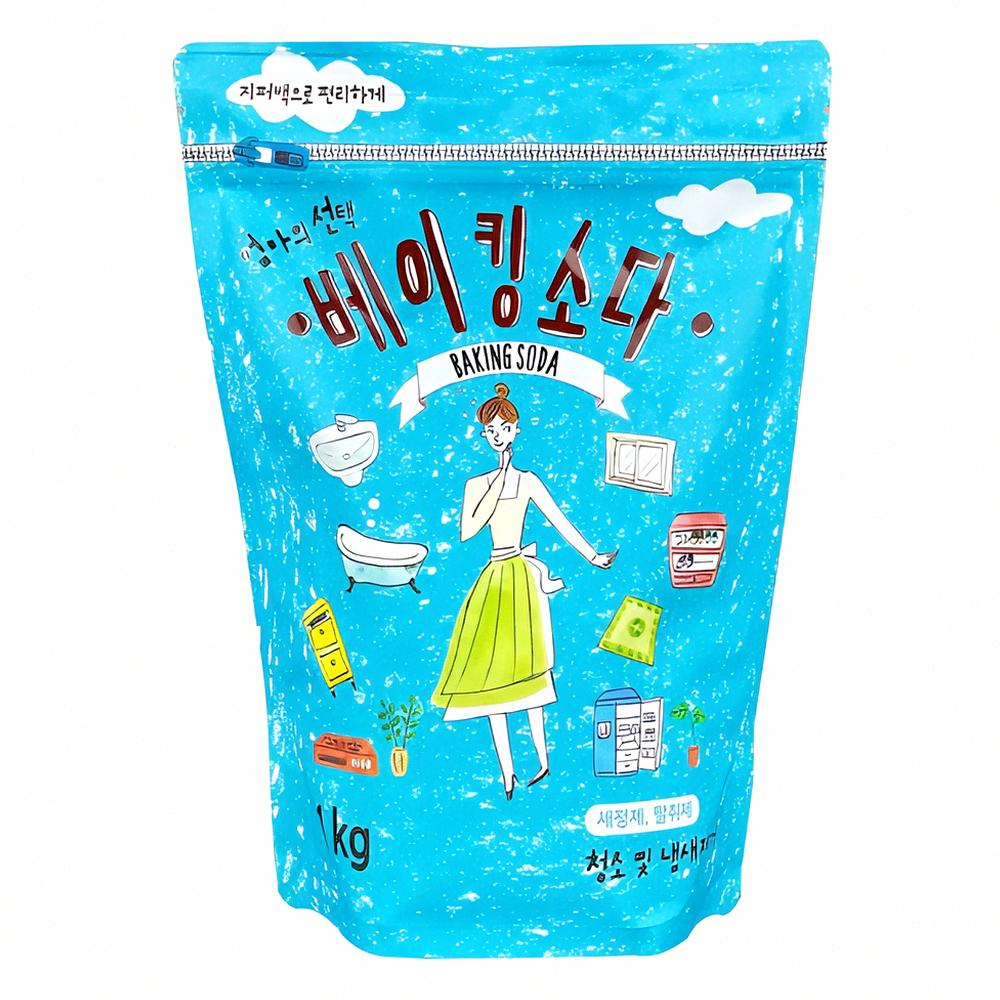 지퍼백으로 편리하게
엄마의 선택
베이킹소다
BAKING SODA
1kg
세정제, 탈취제
청소 및 냄새제거